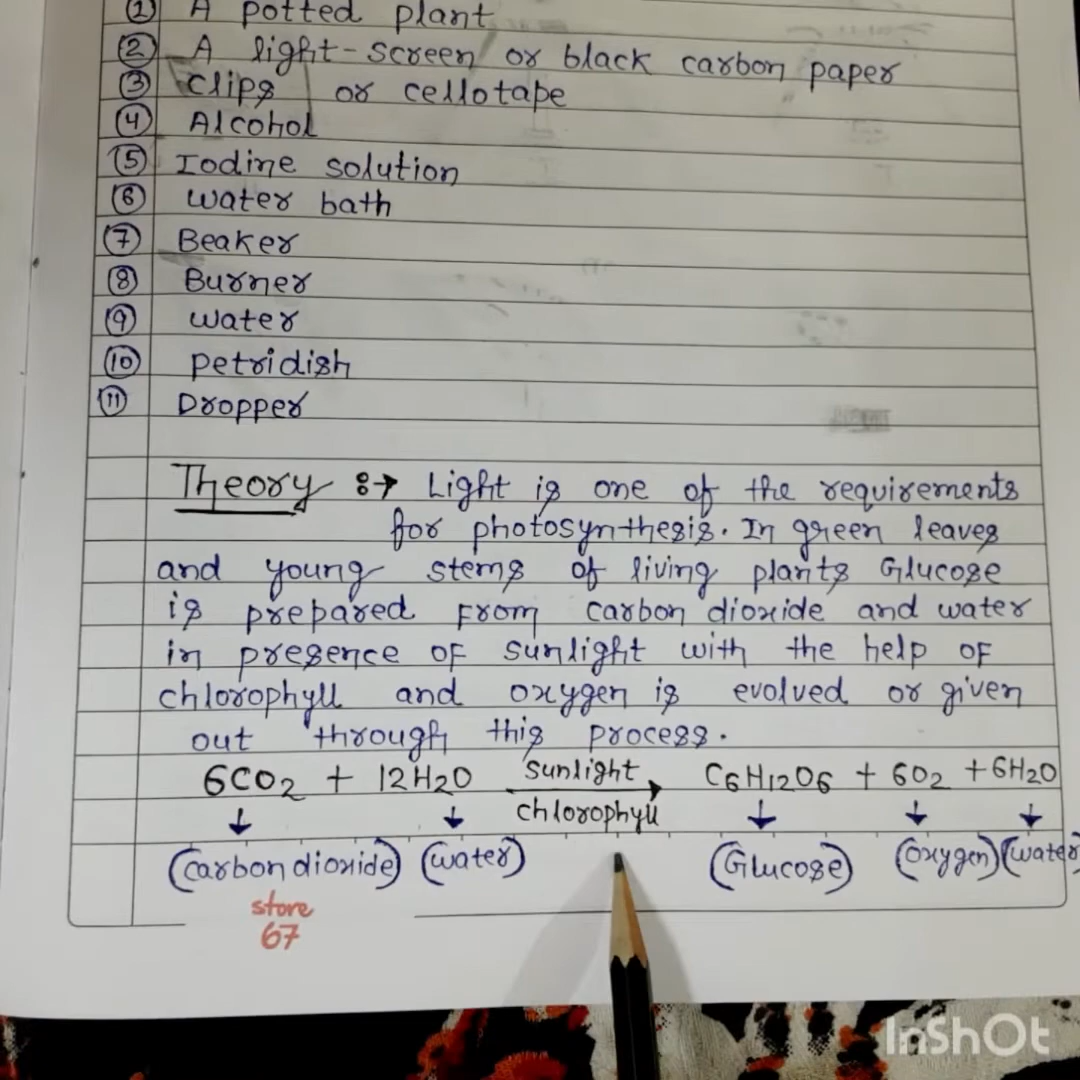 ① A potted plant
② A light-screen or black carbon paper
③ Clips or cellotape
④ Alcohol
⑤ Iodine solution
⑥ Water bath
⑦ Beaker
⑧ Burner
⑨ water
⑩ petridish
⑪ Dropper
Theory :→ Light is one of the requirements
for photosynthesis. In green leaves
and young stems of living plants Glucose
is prepared From carbon dioxide and water
in presence of sunlight with the help of
chlorophyll and oxygen is evolved or given
out through this process.
6CO2 + 12H2O sunlight → C6H12O6 + 6O2 + 6H2O
chlorophyll
↓ ↓ ↓ ↓ ↓
(Carbon dioxide) (water) (Glucose) (oxygen) (water)
store
67
InShOt